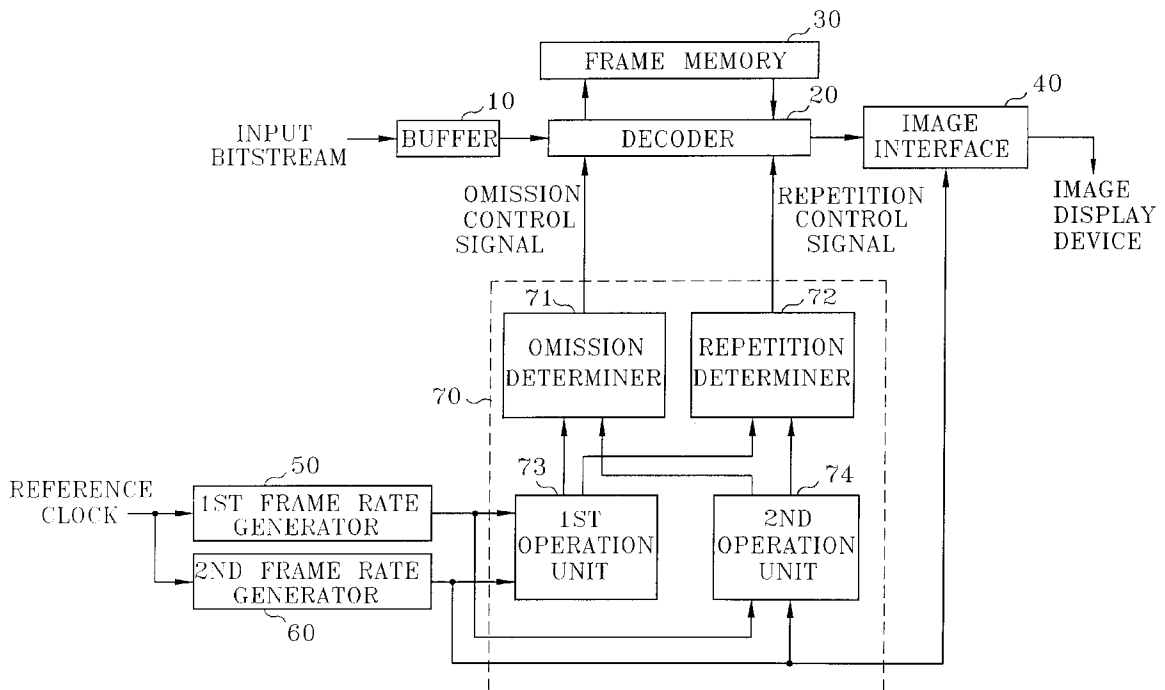 30
FRAME MEMORY
10
20
40
INPUT
BITSTREAM
BUFFER
DECODER
IMAGE
INTERFACE
OMISSION
CONTROL
SIGNAL
REPETITION
CONTROL
SIGNAL
IMAGE
DISPLAY
DEVICE
71
72
OMISSION
DETERMINER
REPETITION
DETERMINER
70
50
73
74
REFERENCE
CLOCK
1ST FRAME RATE
GENERATOR
1ST
OPERATION
UNIT
2ND
OPERATION
UNIT
2ND FRAME RATE
GENERATOR
60